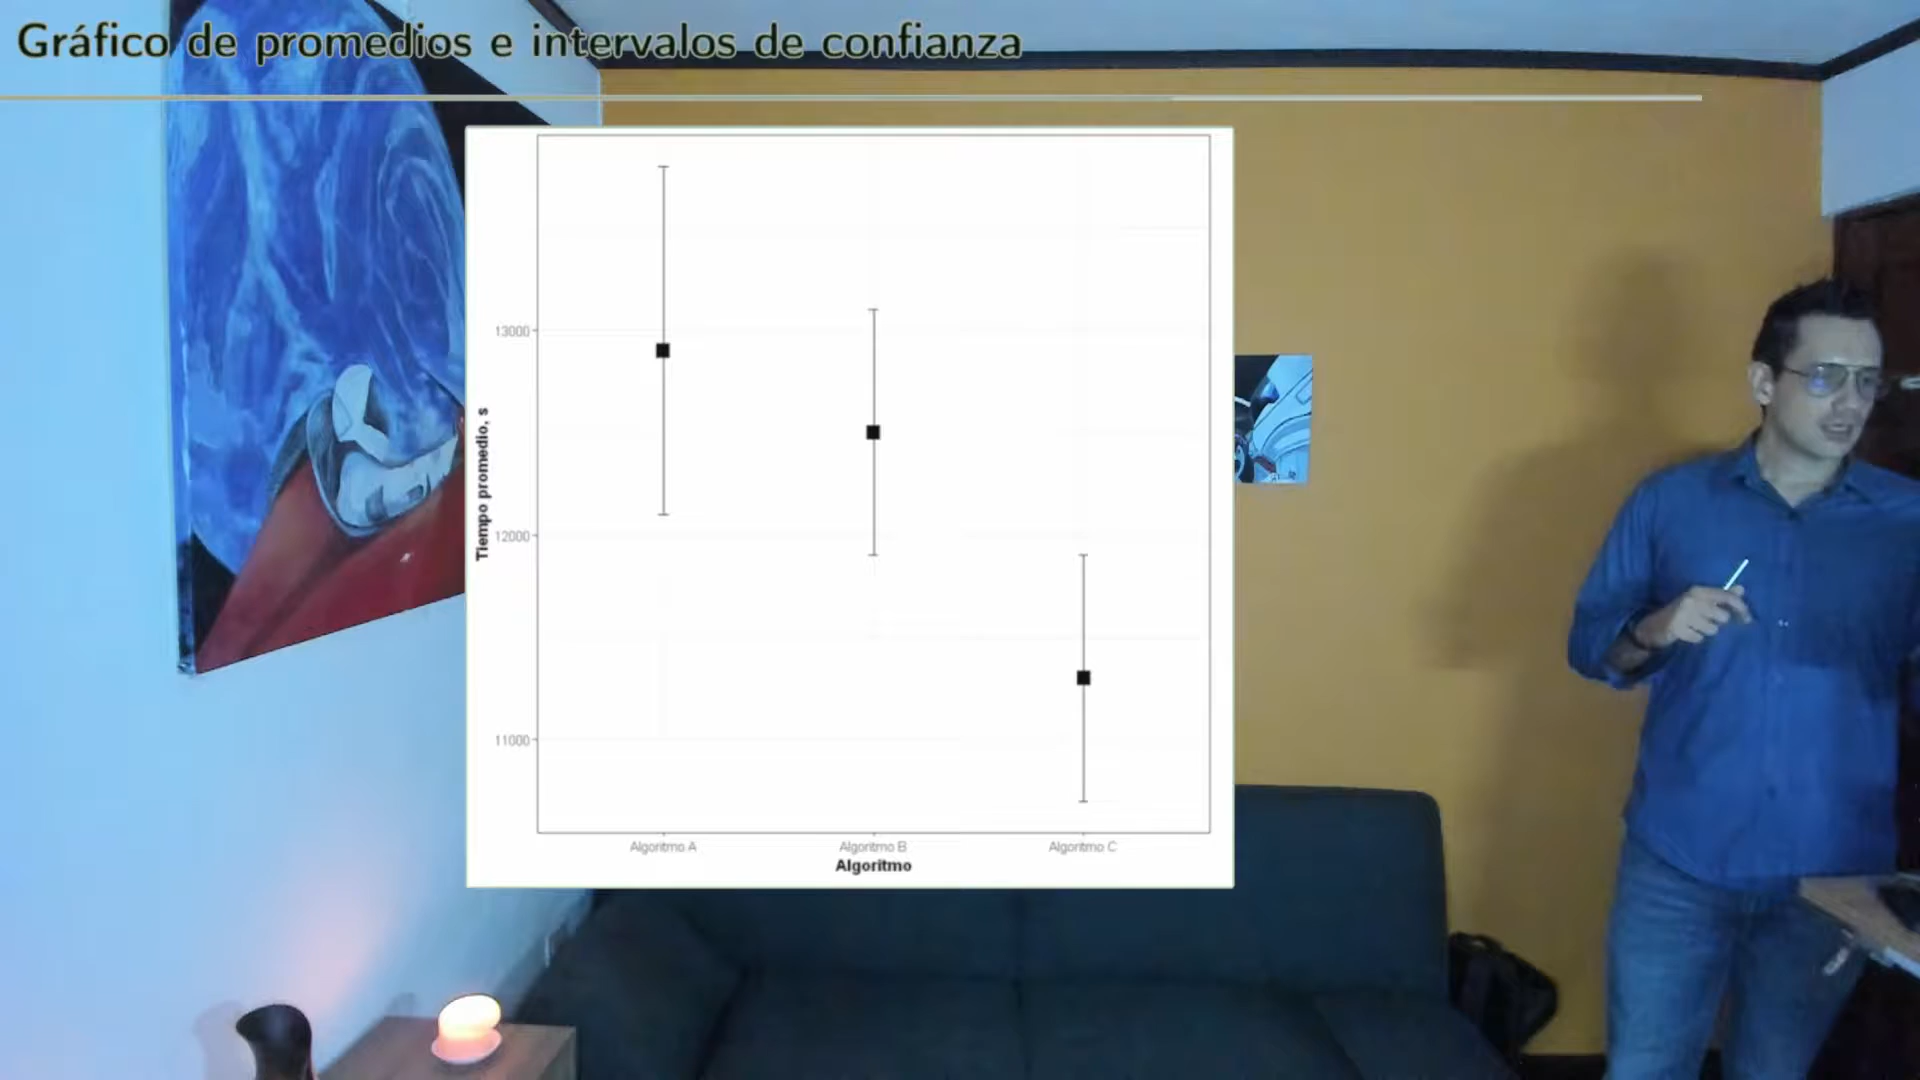 Gráfico de promedios e intervalos de confianza
13000
12000
11000
Tiempo promedio, s
Algoritmo A
Algoritmo B
Algoritmo C
Algoritmo